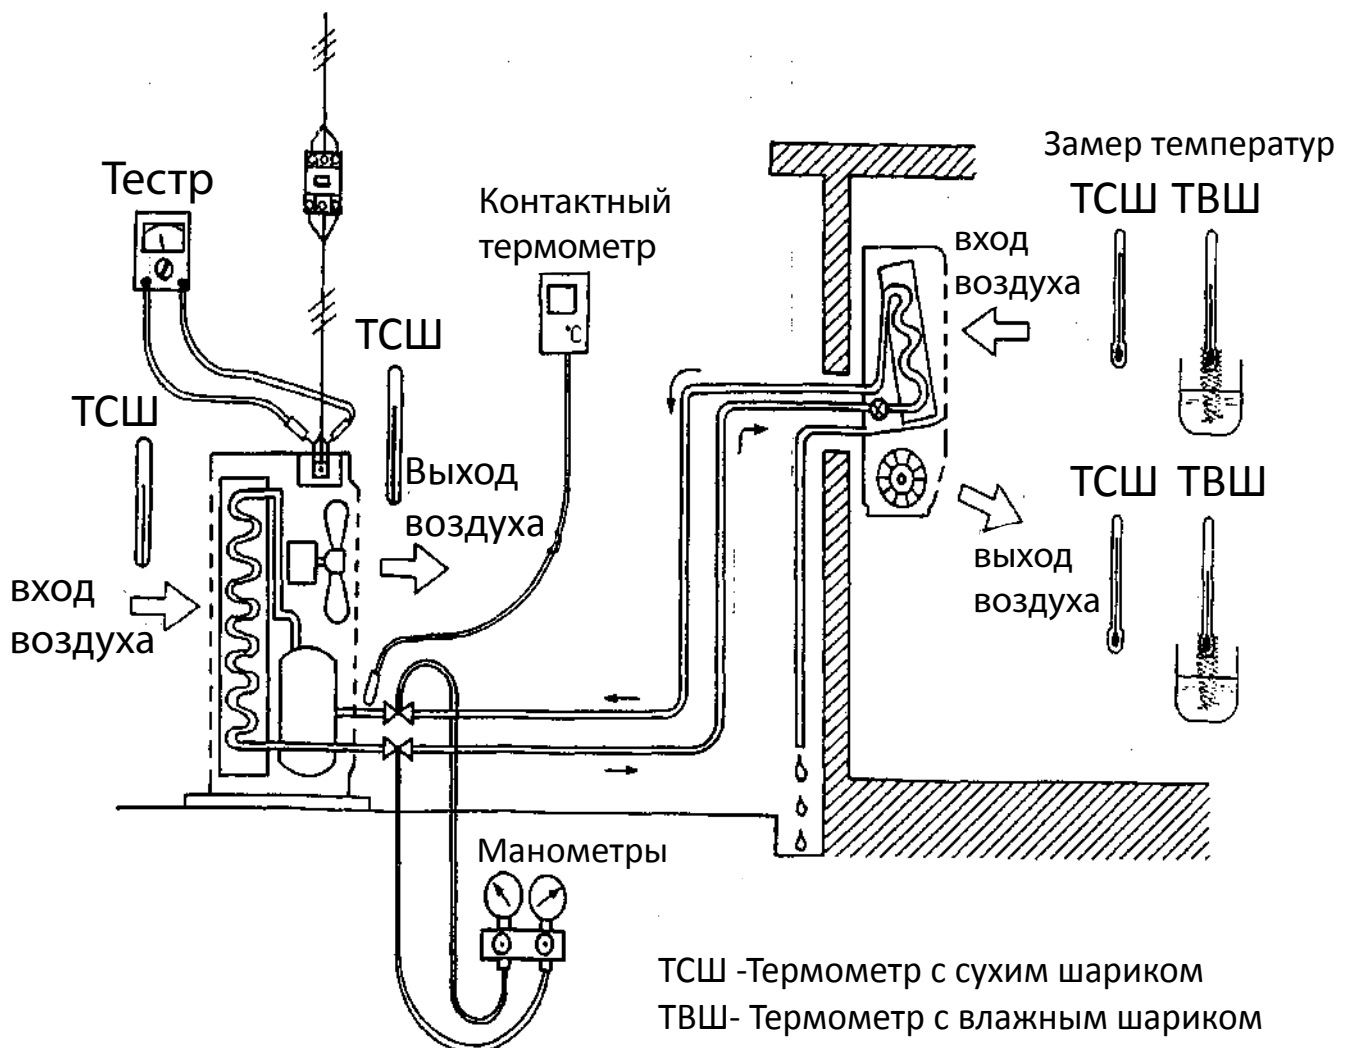 Замер температур
Тестр
ТСШ ТВШ
Контактный
термометр
вход
воздуха
°C
ТСШ
ТСШ
Выход
воздуха
ТСШ ТВШ
выход
воздуха
вход
воздуха
Манометры
ТСШ -Термометр с сухим шариком
ТВШ- Термометр с влажным шариком